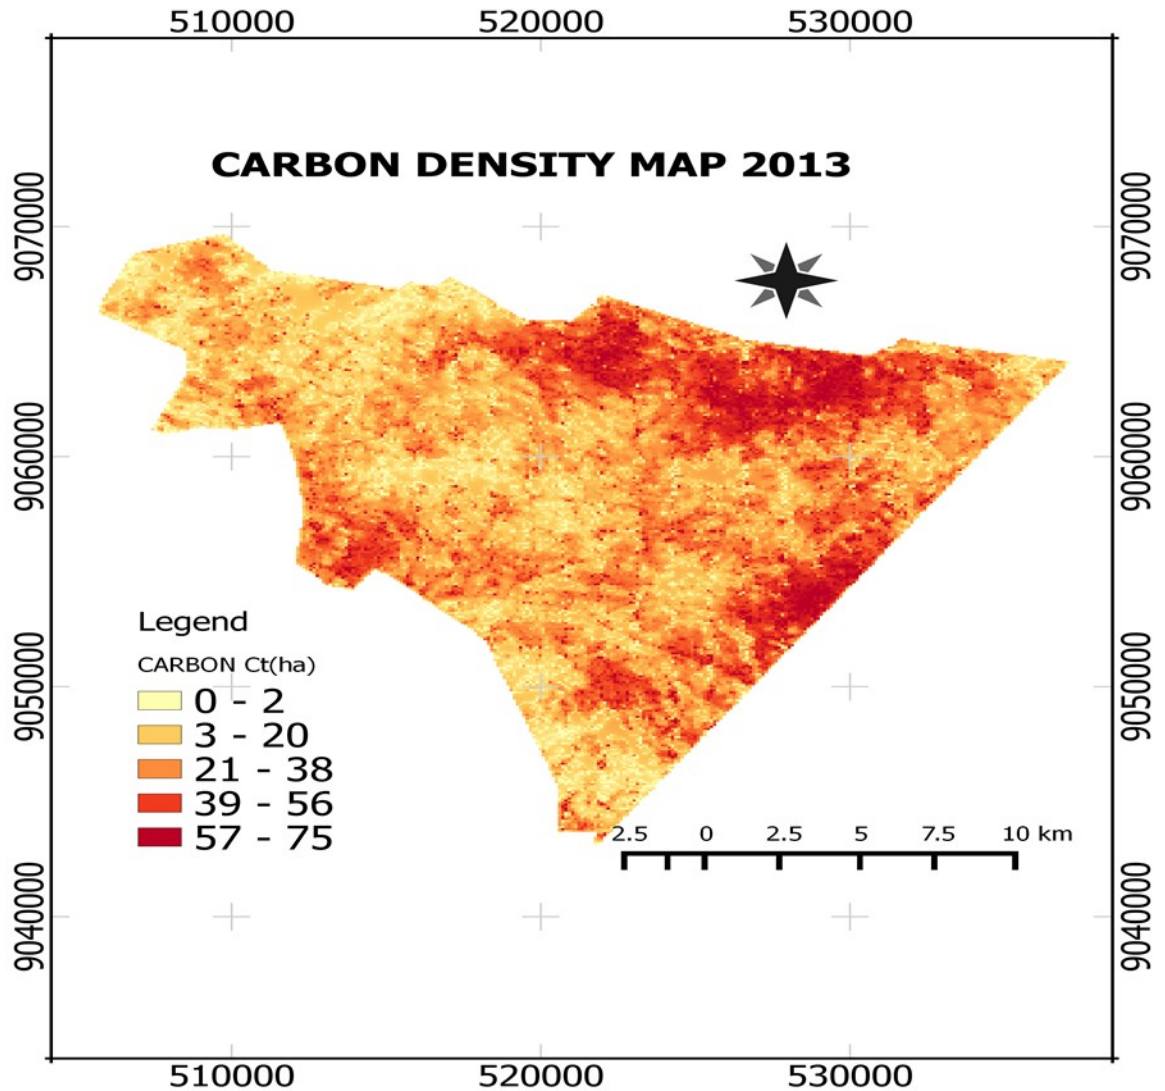 510000 520000 530000
CARBON DENSITY MAP 2013
9070000 9070000
9060000 9060000
Legend
CARBON Ct(ha)
0 - 2
3 - 20
21 - 38
39 - 56
57 - 75
9050000 9050000
2.5 0 2.5 5 7.5 10 km
9040000 9040000
510000 520000 530000